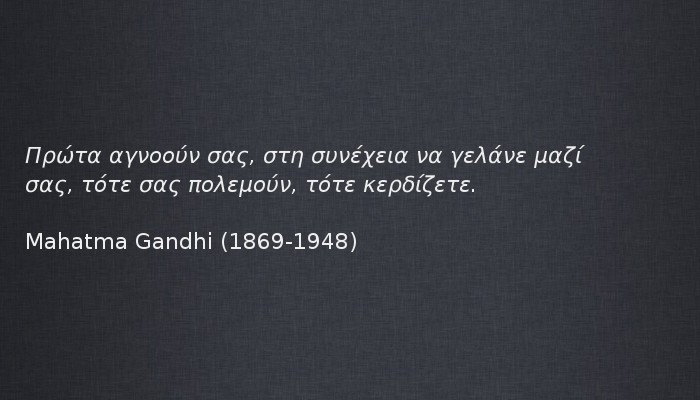 Πρώτα αγνοούν σας, στη συνέχεια να γελάνε μαζί
σας, τότε σας πολεμούν, τότε κερδίζετε.
Mahatma Gandhi (1869-1948)